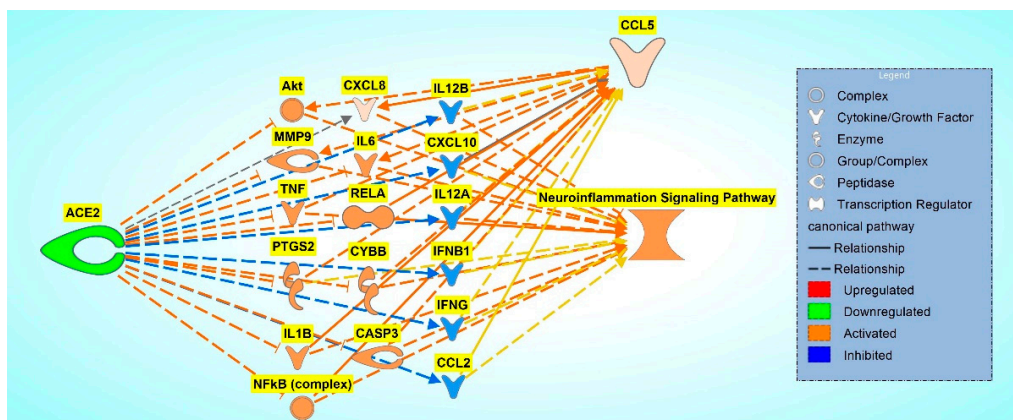 CCL5
Akt
CXCL8
IL12B
MMP9
IL6
CXCL10
TNF
RELA
IL12A
Neuroinflammation Signaling Pathway
ACE2
PTGS2
CYBB
IFNB1
IFNG
IL1B
CASP3
CCL2
NFkB (complex)
Legend
Complex
Cytokine/Growth Factor
Enzyme
Group/Complex
Peptidase
Transcription Regulator
canonical pathway
Relationship
Relationship
Upregulated
Downregulated
Activated
Inhibited